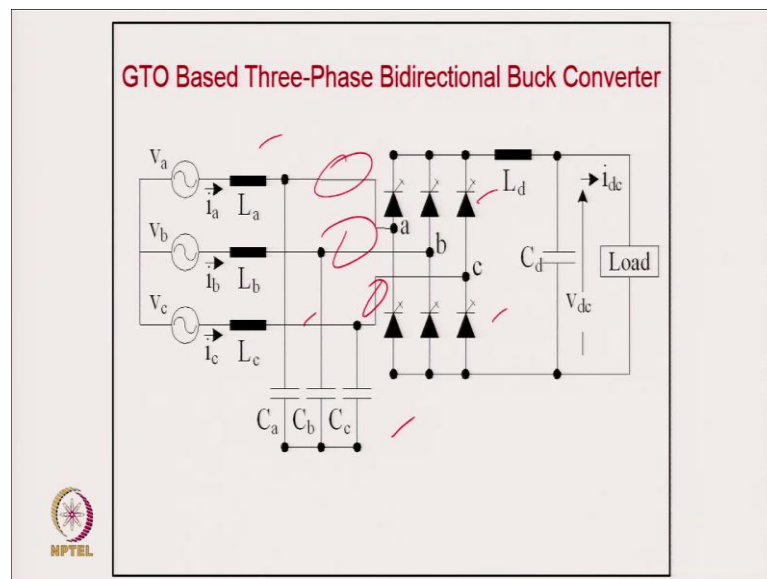 GTO Based Three-Phase Bidirectional Buck Converter
Va
ia
La
Vb
ib
Lb
Vc
ic
Lc
Ca Cb Cc
a
b
c
Ld
idc
Cd
Vdc
Load
NPTEL